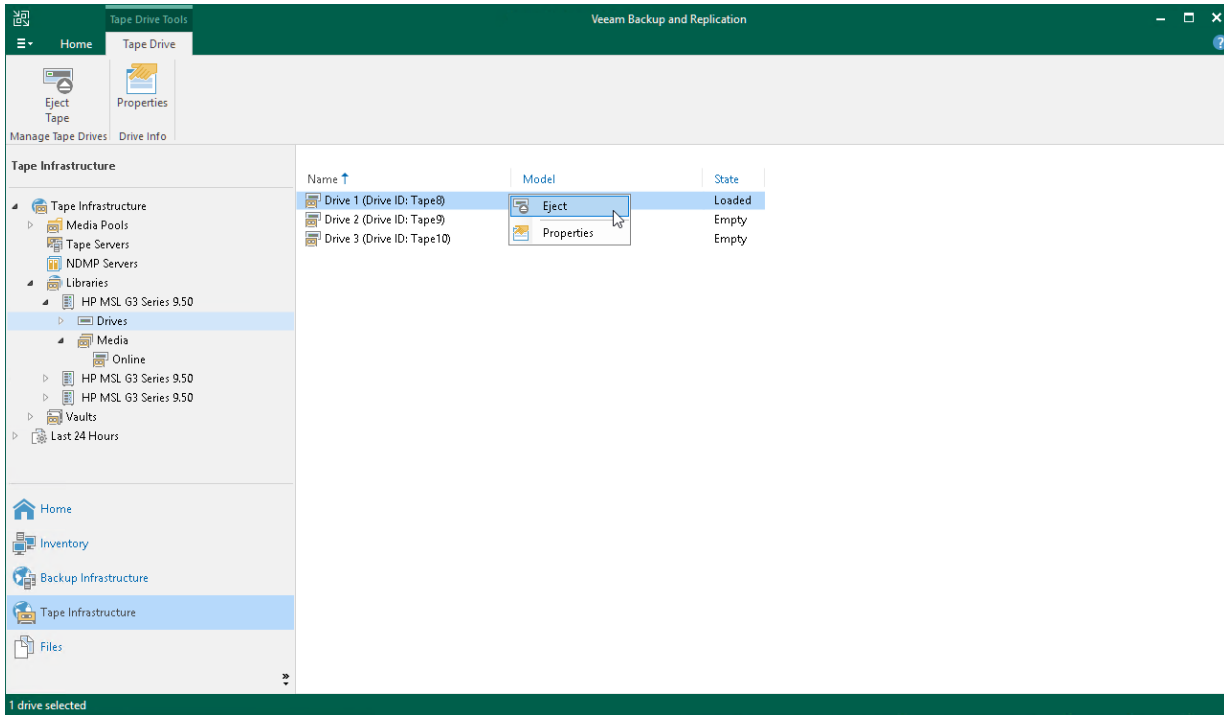 Tape Drive Tools
Veeam Backup and Replication
Home
Tape Drive
Eject
Tape
Properties
Manage Tape Drives
Drive Info
Tape Infrastructure
Tape Infrastructure
Media Pools
Tape Servers
NDMP Servers
Libraries
HP MSL G3 Series 9.50
Drives
Media
Online
HP MSL G3 Series 9.50
HP MSL G3 Series 9.50
Vaults
Last 24 Hours
Name
Model
State
Drive 1 (Drive ID: Tape8)
Loaded
Drive 2 (Drive ID: Tape9)
Empty
Drive 3 (Drive ID: Tape10)
Empty
Eject
Properties
Home
Inventory
Backup Infrastructure
Tape Infrastructure
Files
1 drive selected